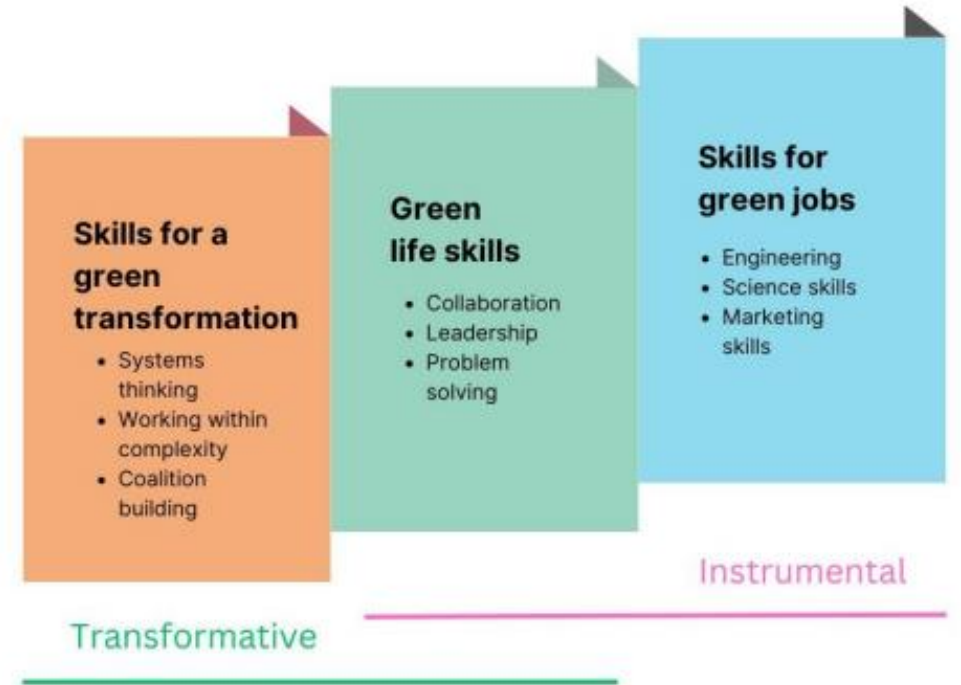 Skills for a
green
transformation
• Systems
thinking
• Working within
complexity
• Coalition
building
Green
life skills
• Collaboration
• Leadership
• Problem
solving
Skills for
green jobs
• Engineering
• Science skills
• Marketing
skills
Instrumental
Transformative